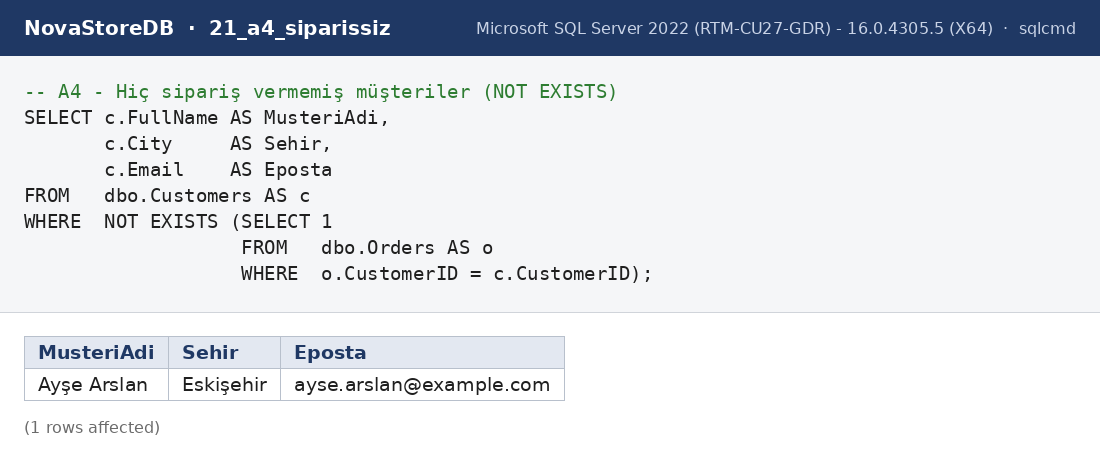 NovaStoreDB · 21_a4_siparissiz
Microsoft SQL Server 2022 (RTM-CU27-GDR) - 16.0.4305.5 (X64) · sqlcmd
-- A4 - Hiç sipariş vermemiş müşteriler (NOT EXISTS)
SELECT c.FullName AS MusteriAdi,
       c.City     AS Sehir,
       c.Email    AS Eposta
FROM   dbo.Customers AS c
WHERE  NOT EXISTS (SELECT 1
                   FROM   dbo.Orders AS o
                   WHERE  o.CustomerID = c.CustomerID);
MusteriAdi Sehir Eposta
Ayşe Arslan Eskişehir ayse.arslan@example.com
(1 rows affected)